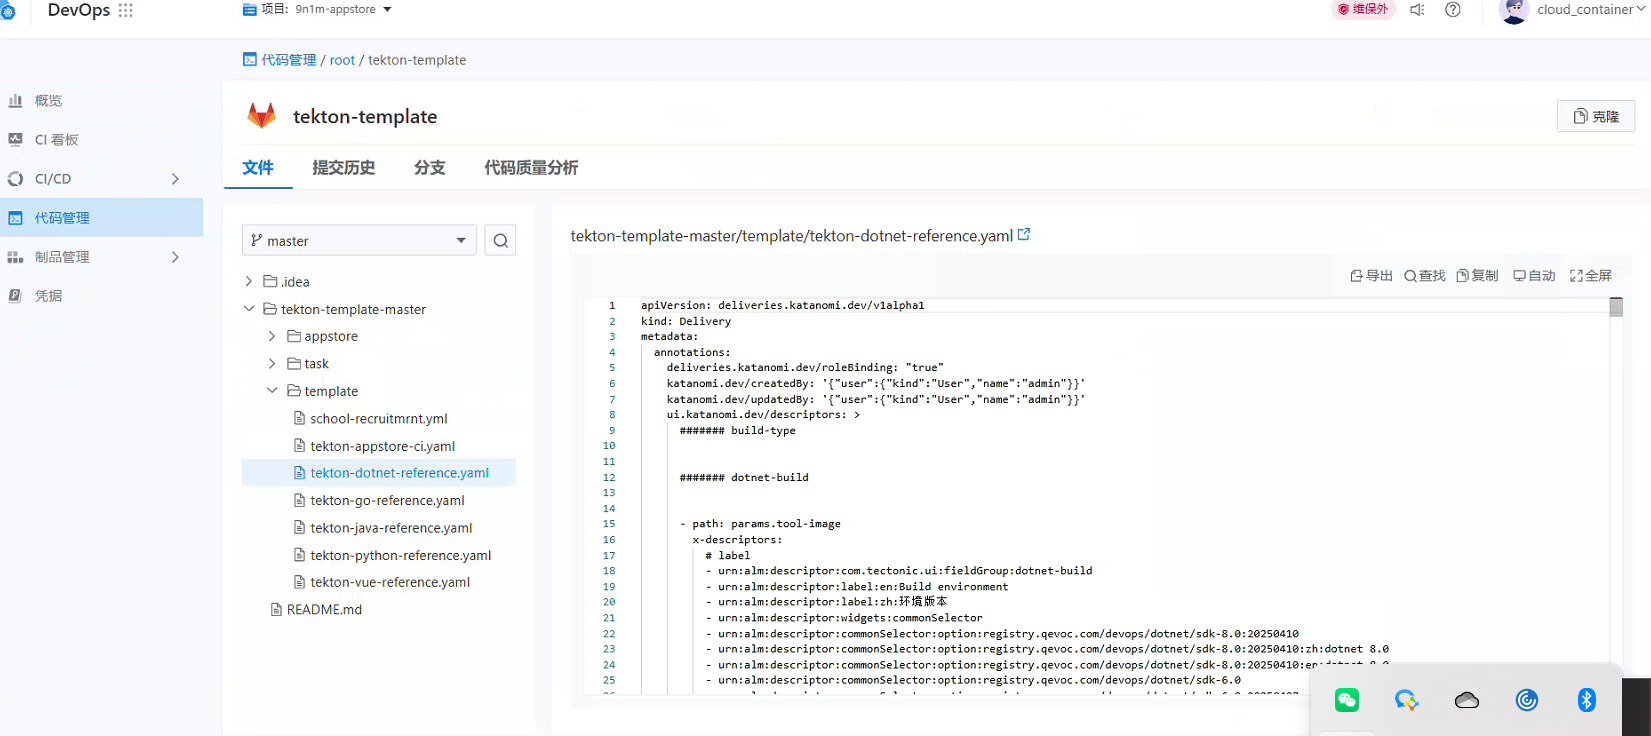 DevOps
项目: 9n1m-appstore
维保外
cloud_container
代码管理 / root / tekton-template
概览
CI 看板
CI/CD
代码管理
制品管理
凭据
tekton-template
克隆
文件
提交历史
分支
代码质量分析
master
.idea
tekton-template-master
appstore
task
template
school-recruitmrnt.yml
tekton-appstore-ci.yaml
tekton-dotnet-reference.yaml
tekton-go-reference.yaml
tekton-java-reference.yaml
tekton-python-reference.yaml
tekton-vue-reference.yaml
README.md
tekton-template-master/template/tekton-dotnet-reference.yaml
导出 查找 复制 自动 全屏
1 apiVersion: deliveries.katanomi.dev/v1alpha1
2 kind: Delivery
3 metadata:
4 annotations:
5 deliveries.katanomi.dev/roleBinding: "true"
6 katanomi.dev/createdBy: '{"user":{"kind":"User","name":"admin"}}'
7 katanomi.dev/updatedBy: '{"user":{"kind":"User","name":"admin"}}'
8 ui.katanomi.dev/descriptors: >
9 ####### build-type
10
11
12 ####### dotnet-build
13
14
15 - path: params.tool-image
16 x-descriptors:
17 # label
18 - urn:alm:descriptor:com.tectonic.ui:fieldGroup:dotnet-build
19 - urn:alm:descriptor:label:en:Build environment
20 - urn:alm:descriptor:label:zh:环境版本
21 - urn:alm:descriptor:widgets:commonSelector
22 - urn:alm:descriptor:commonSelector:option:registry.qevoc.com/devops/dotnet/sdk-8.0:20250410
23 - urn:alm:descriptor:commonSelector:option:registry.qevoc.com/devops/dotnet/sdk-8.0:20250410:zh:dotnet 8.0
24 - urn:alm:descriptor:commonSelector:option:registry.qevoc.com/devops/dotnet/sdk-8.0:20250410:en:dotnet 8.0
25 - urn:alm:descriptor:commonSelector:option:registry.qevoc.com/devops/dotnet/sdk-6.0